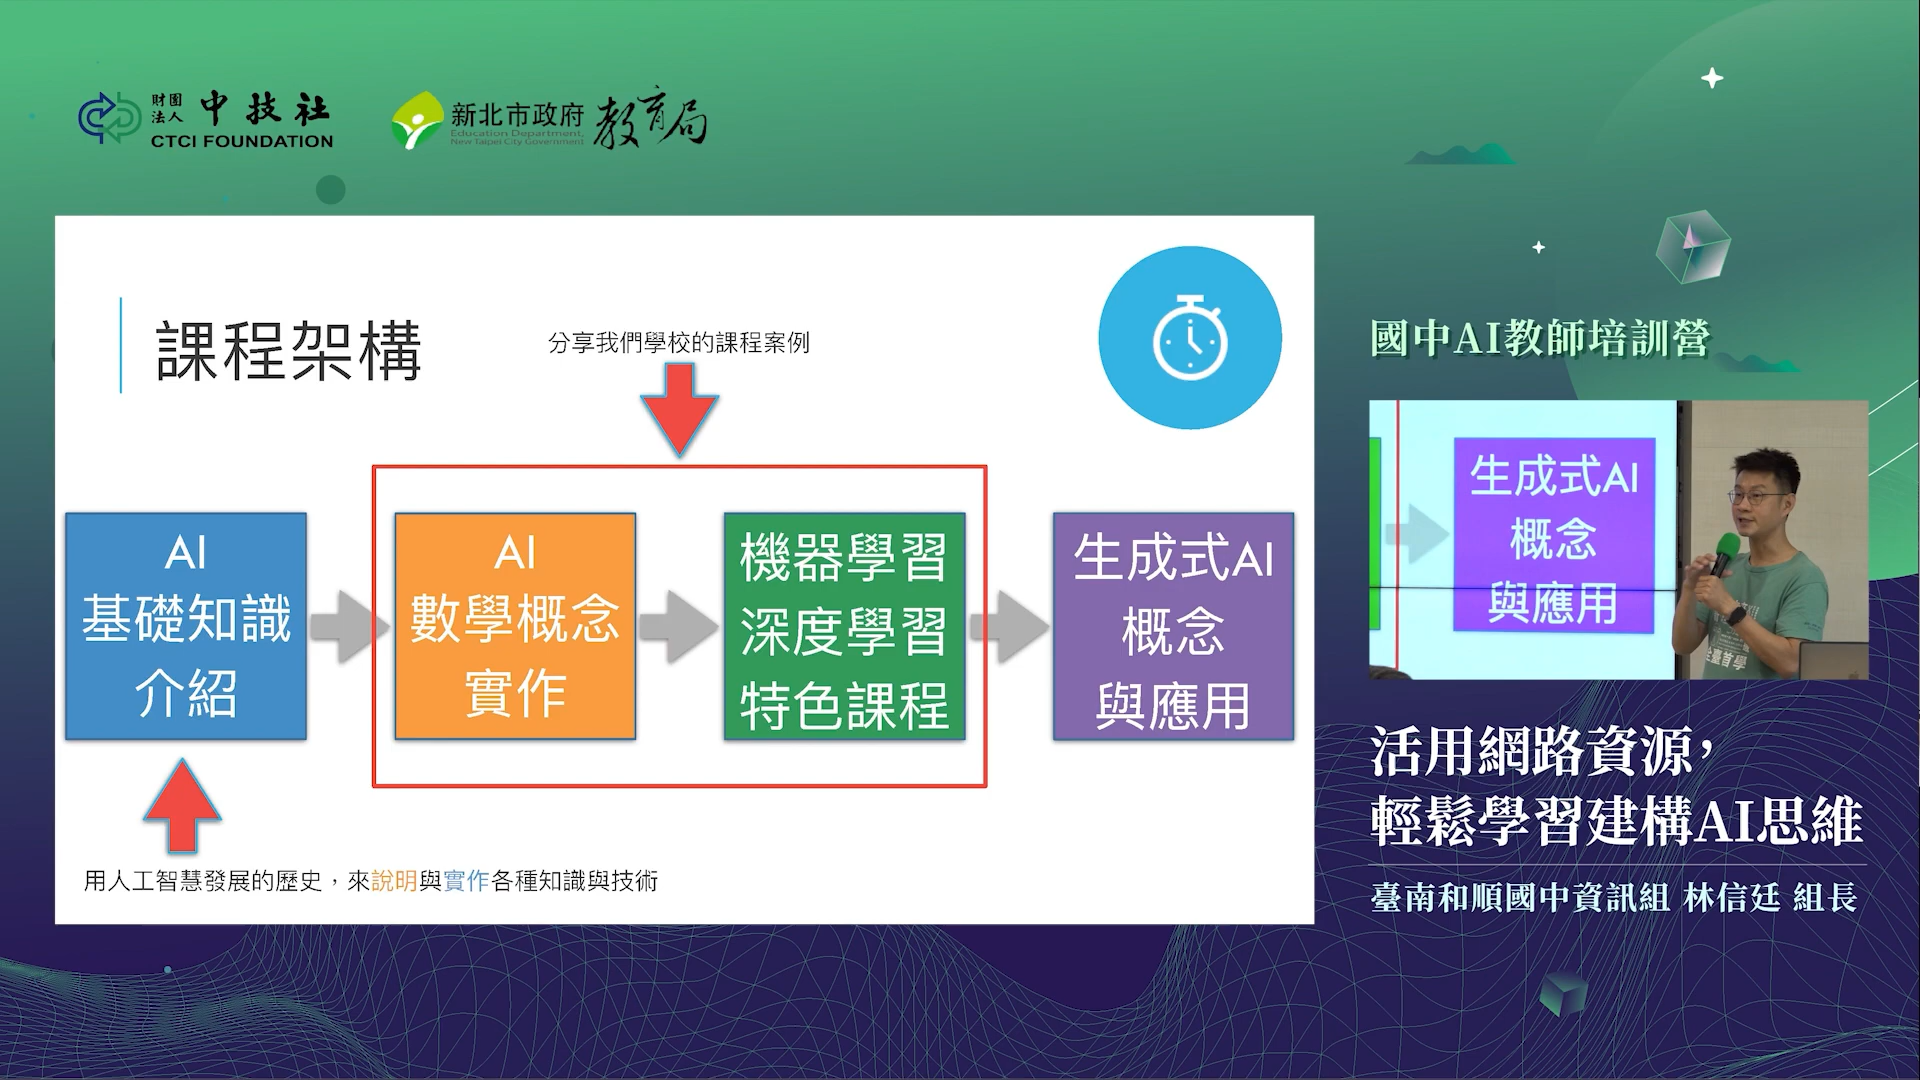 財團法人 中技社
CTCI FOUNDATION
新北市政府 教育局
Education Department,
New Taipei City Government
課程架構
分享我們學校的課程案例
AI
基礎知識
介紹
AI
數學概念
實作
機器學習
深度學習
特色課程
生成式AI
概念
與應用
用人工智慧發展的歷史，來說明與實作各種知識與技術
國中AI教師培訓營
生成式AI
概念
與應用
全臺首學
活用網路資源，
輕鬆學習建構AI思維
臺南和順國中資訊組 林信廷 組長